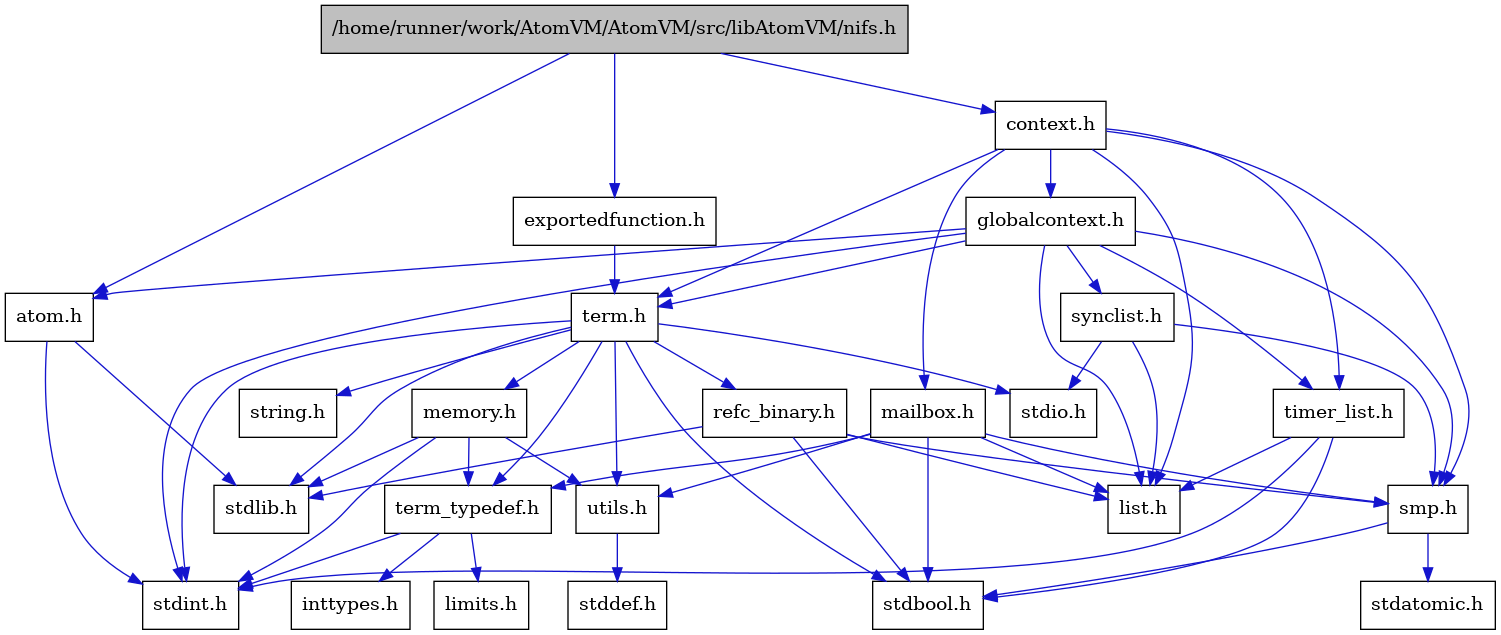 /home/runner/work/AtomVM/AtomVM/src/libAtomVM/nifs.h
context.h
exportedfunction.h
globalcontext.h
atom.h
term.h
synclist.h
string.h
memory.h
refc_binary.h
mailbox.h
stdio.h
timer_list.h
stdlib.h
term_typedef.h
utils.h
list.h
smp.h
stdint.h
inttypes.h
limits.h
stddef.h
stdbool.h
stdatomic.h